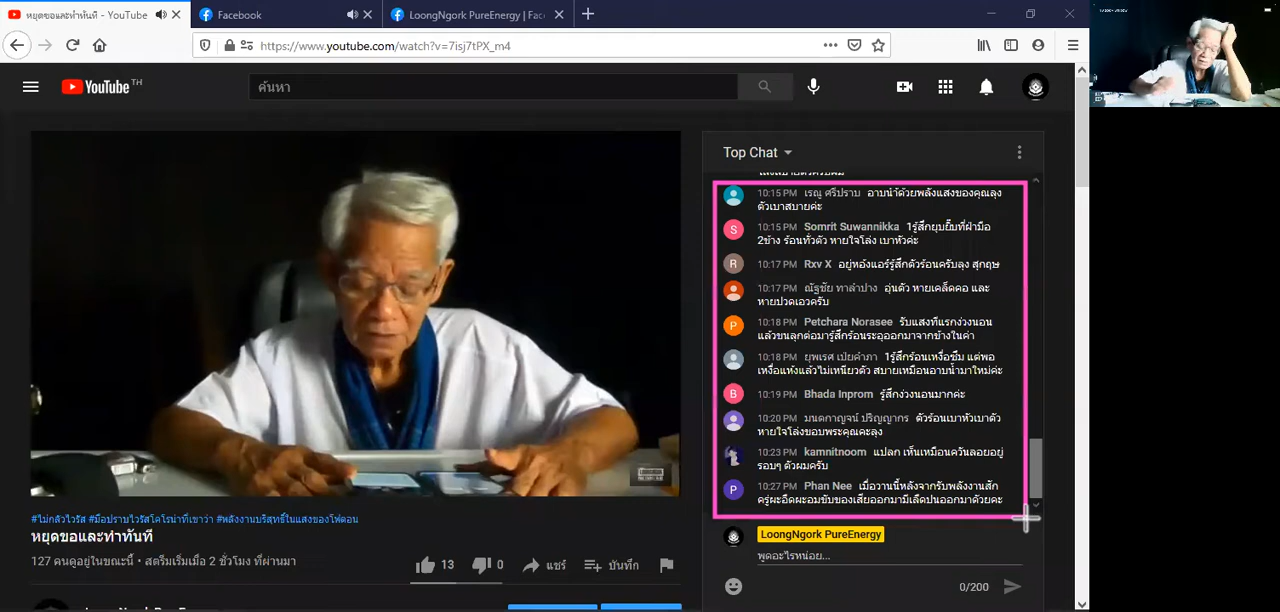 หยุดขอและทำทันที - YouTube
Facebook
LoongNgork PureEnergy | Fac
https://www.youtube.com/watch?v=7isj7tPX_m4
YouTube TH
ค้นหา
Top Chat
10:15 PM เรณู ศรีปราบ อาบน้ำด้วยพลังแสงของคุณลุง
ตัวเบาสบายค่ะ
10:15 PM Somrit Suwannikka 1รู้สึกยุบยิ๊บที่ฝ่ามือ
2ข้าง ร้อนทั่วตัว หายใจโล่ง เบาหัวค่ะ
10:17 PM Rxv X อยู่หอ้งแอร์รู้สึกตัวร้อนครับลุง สุกฤษ
10:17 PM ณัฐชัย ทาลำปาง อุ่นตัว หายเคล็ดคอ และ
หายปวดเอวครับ
10:18 PM Petchara Norasee รับแสงทีแรกง่วงนอน
แล้วขนลุกต่อมารู้สึกร้อนระอุออกมาจากข้างในค่า
10:18 PM ยุพเรศ เปี่ยคำภา 1รู้สึกร้อนเหงื่อซึม แต่พอ
เหงื่อแห้งแล้วไม่เหนียวตัว สบายเหมือนอาบน้ำมาใหม่ค่ะ
10:19 PM Bhada Inprom รู้สึกง่วงนอนมากค่ะ
10:20 PM มนตกาญจน์ ปริญญากร ตัวร้อนเบาหัวเบาตัว
หายใจโล่งขอบพระคุณคะลุง
10:23 PM kamnitnoom แปลก เห็นเหมือนควันลอยอยู่
รอบๆ ตัวผมครับ
10:27 PM Phan Nee เมื่อวานนี้หลังจากรับพลังงานสัก
ครู่ผะอืดผะอมขับของเสียออกมามีเลืดปนออกมาด้วยคะ
#ไม่กลัวไวรัส #มือปราบไวรัสโคโรน่าที่เขาว่า #พลังงานบริสุทธิ์ในแสงของโฟตอน
หยุดขอและทำทันที
127 คนดูอยู่ในขณะนี้ • สตรีมเริ่มเมื่อ 2 ชั่วโมง ที่ผ่านมา
13
0
แชร์
บันทึก
LoongNgork PureEnergy
พูดอะไรหน่อย...
0/200